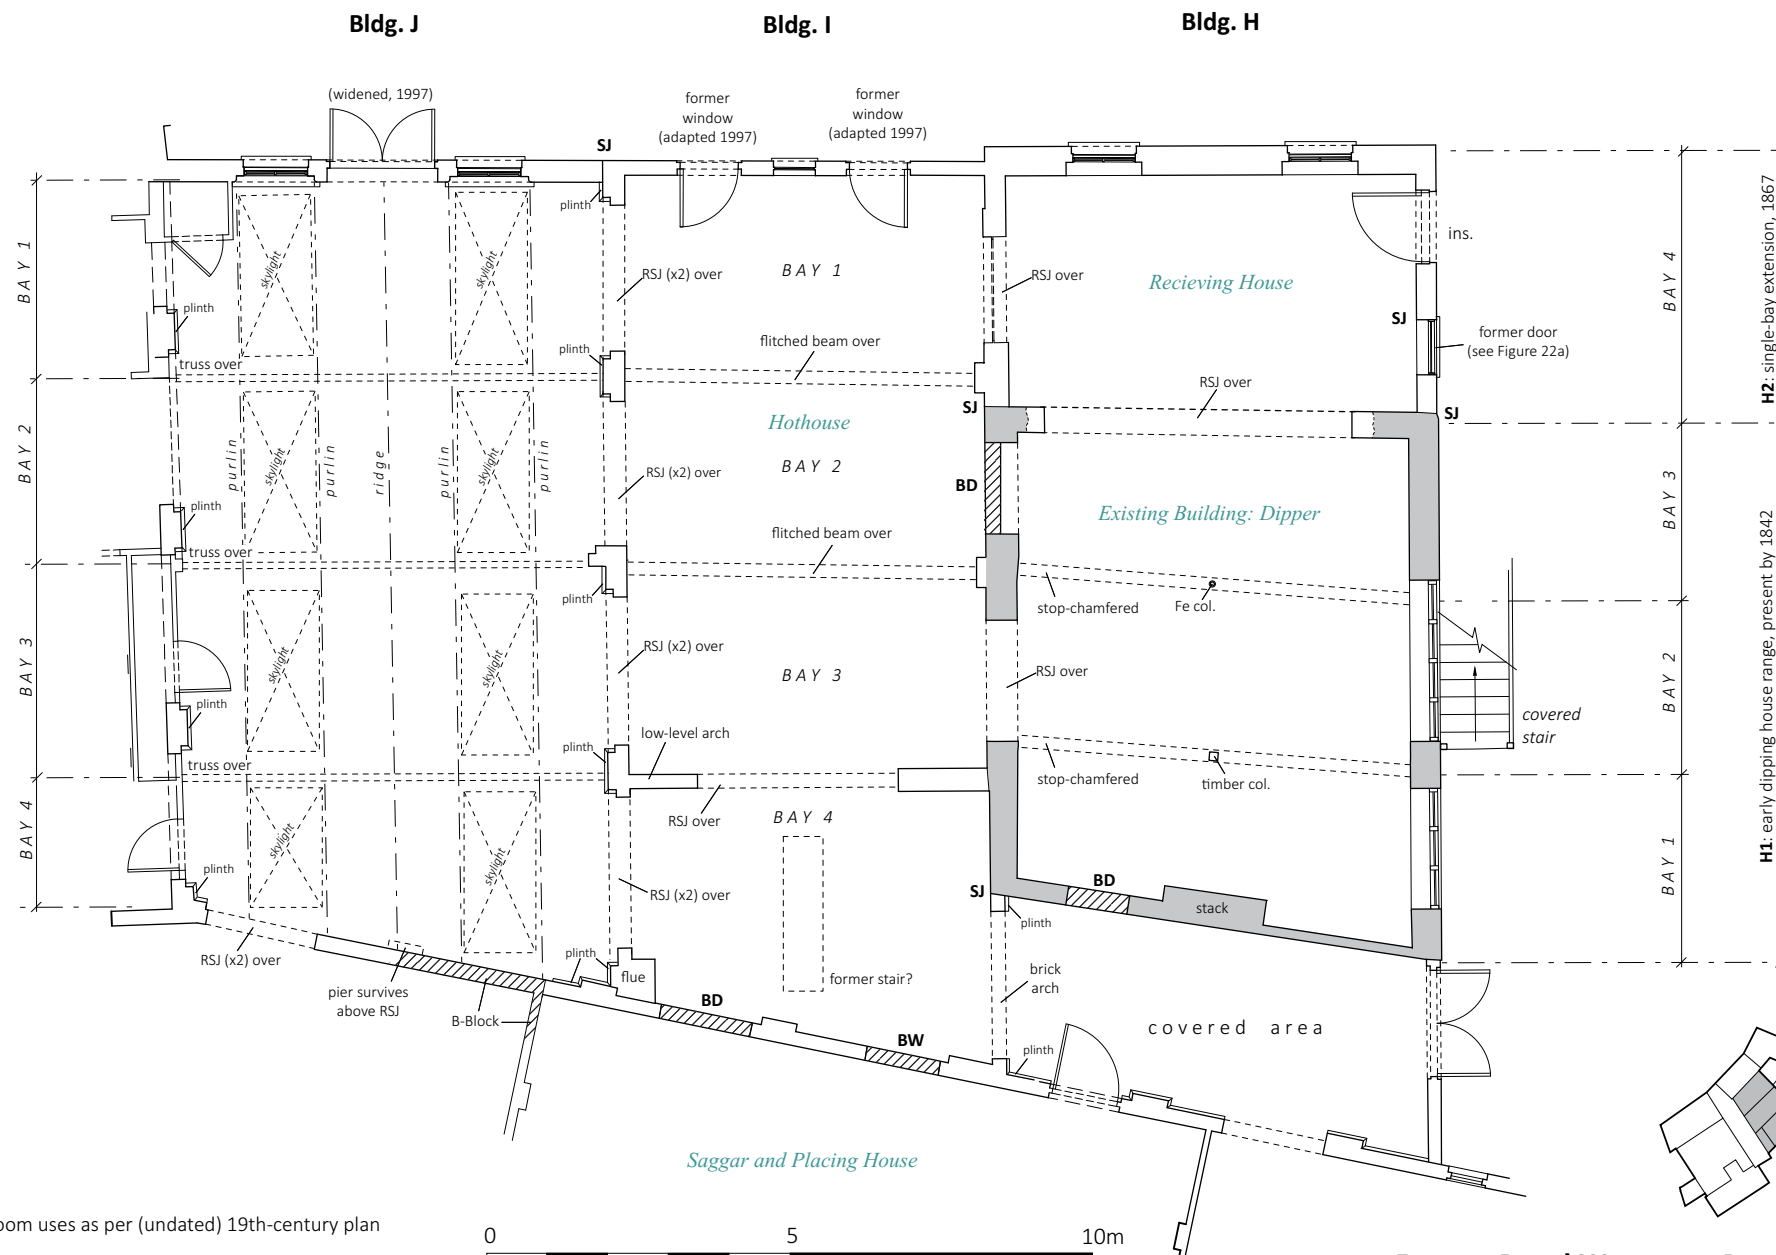 Bldg. J
Bldg. I
Bldg. H
(widened, 1997)
former
window
(adapted 1997)
former
window
(adapted 1997)
SJ
plinth
BAY 1
BAY 2
BAY 3
BAY 4
skylight
skylight
skylight
skylight
skylight
skylight
skylight
skylight
purlin
purlin
ridge
purlin
purlin
plinth
truss over
plinth
truss over
plinth
truss over
plinth
RSJ (x2) over
pier survives
above RSJ
B-Block
RSJ (x2) over
BAY 1
flitched beam over
plinth
Hothouse
BAY 2
RSJ (x2) over
flitched beam over
plinth
RSJ (x2) over
BAY 3
plinth
low-level arch
RSJ over
BAY 4
RSJ (x2) over
plinth
flue
former stair?
BD
BW
RSJ over
Recieving House
ins.
SJ
former door
(see Figure 22a)
RSJ over
SJ
SJ
BD
Existing Building: Dipper
stop-chamfered
Fe col.
RSJ over
stop-chamfered
timber col.
covered
stair
SJ
BD
stack
plinth
brick
arch
covered area
plinth
BAY 4
BAY 3
BAY 2
BAY 1
H2: single-bay extension, 1867
H1: early dipping house range, present by 1842
Saggar and Placing House
oom uses as per (undated) 19th-century plan
0 5 10m